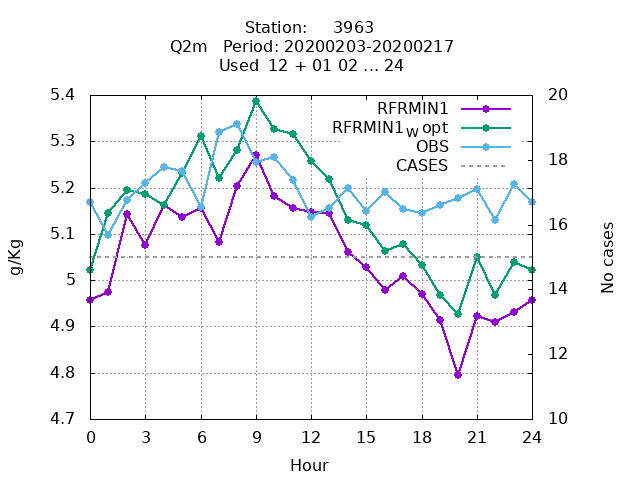 Station:     3963
Q2m   Period: 20200203-20200217
Used  12 + 01 02 ... 24
RFRMIN1
RFRMIN1w opt
OBS
CASES
5.4
5.3
5.2
5.1
5
4.9
4.8
4.7
g/Kg
20
18
16
14
12
10
No cases
0 3 6 9 12 15 18 21 24
Hour